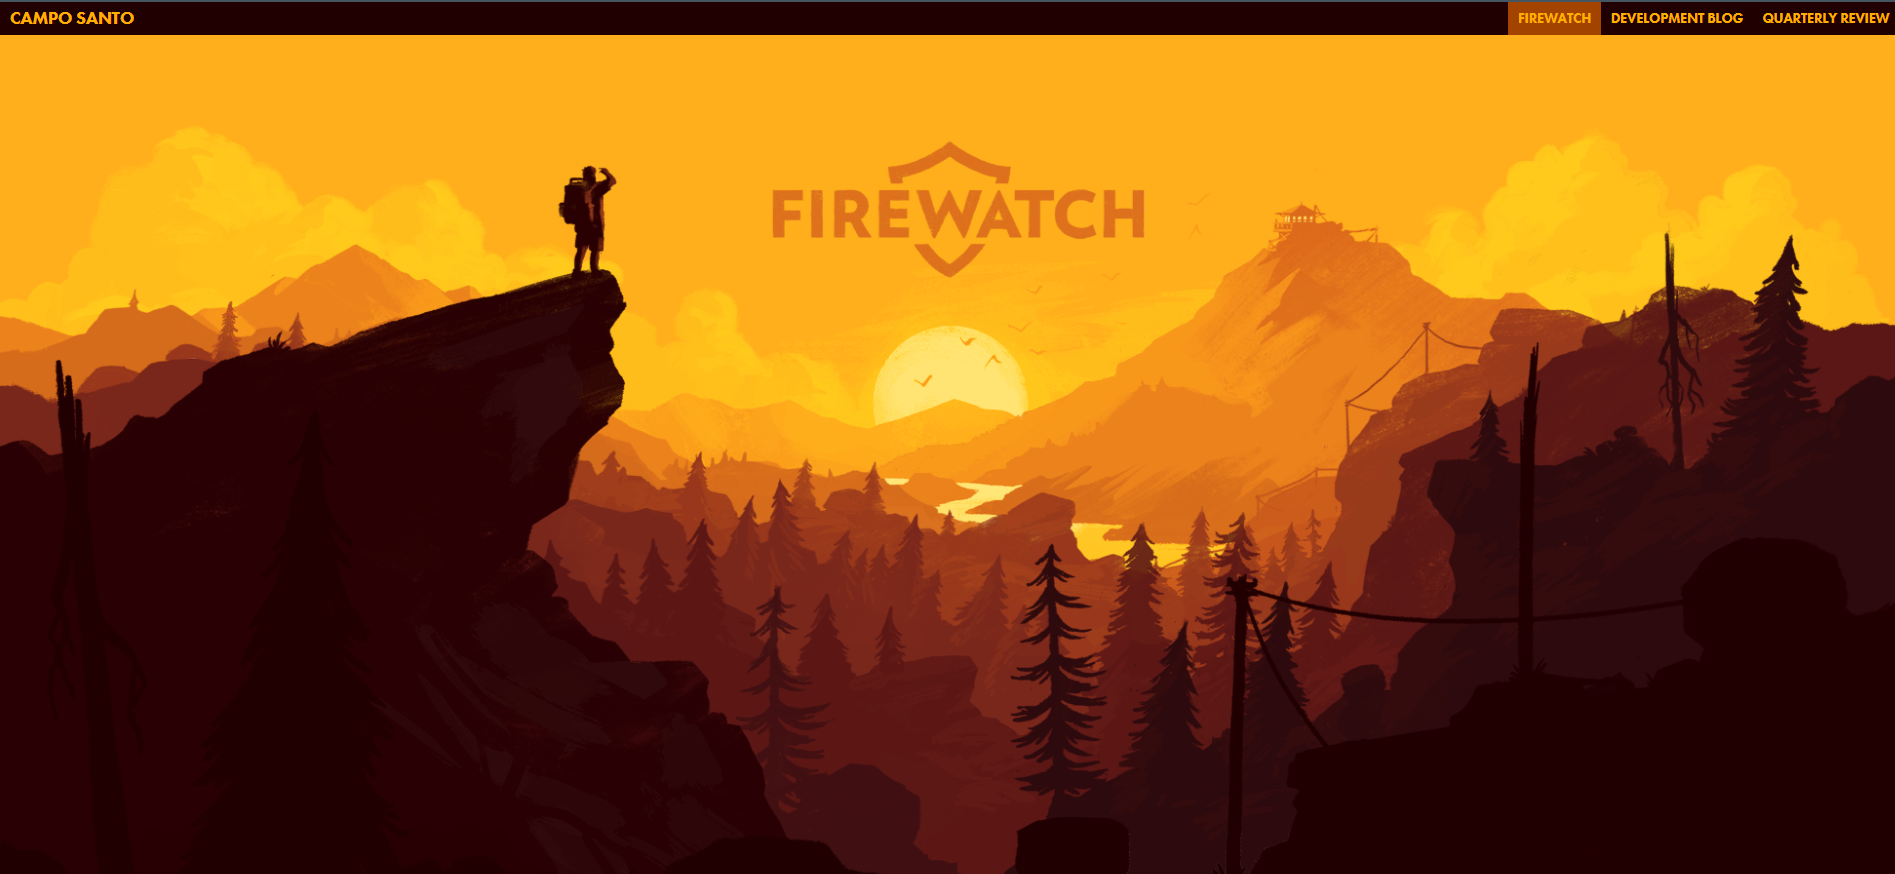 CAMPO SANTO
FIREWATCH
DEVELOPMENT BLOG
QUARTERLY REVIEW
FIREWATCH